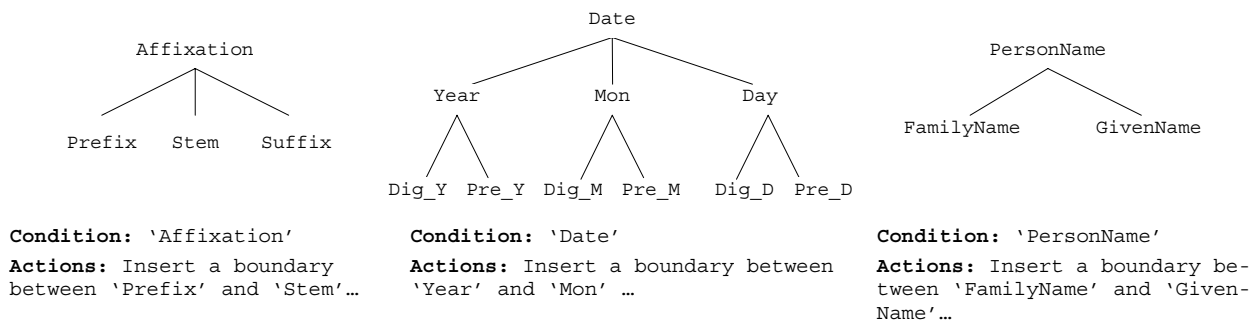 Affixation
Prefix Stem Suffix
Condition: ‘Affixation’
Actions: Insert a boundary
between ‘Prefix’ and ‘Stem’…
Date
Year Mon Day
Dig_Y Pre_Y Dig_M Pre_M Dig_D Pre_D
Condition: ‘Date’
Actions: Insert a boundary between
‘Year’ and ‘Mon’ …
PersonName
FamilyName GivenName
Condition: ‘PersonName’
Actions: Insert a boundary be-
tween ‘FamilyName’ and ‘Given-
Name’…